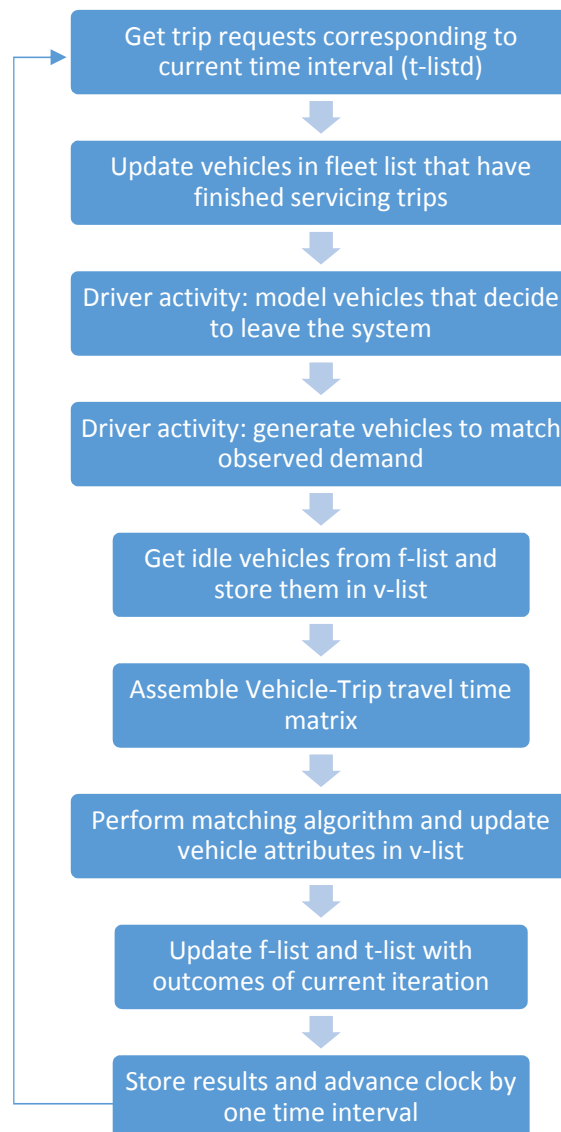 Get trip requests corresponding to
current time interval (t-listd)
Update vehicles in fleet list that have
finished servicing trips
Driver activity: model vehicles that decide
to leave the system
Driver activity: generate vehicles to match
observed demand
Get idle vehicles from f-list and
store them in v-list
Assemble Vehicle-Trip travel time
matrix
Perform matching algorithm and update
vehicle attributes in v-list
Update f-list and t-list with
outcomes of current iteration
Store results and advance clock by
one time interval